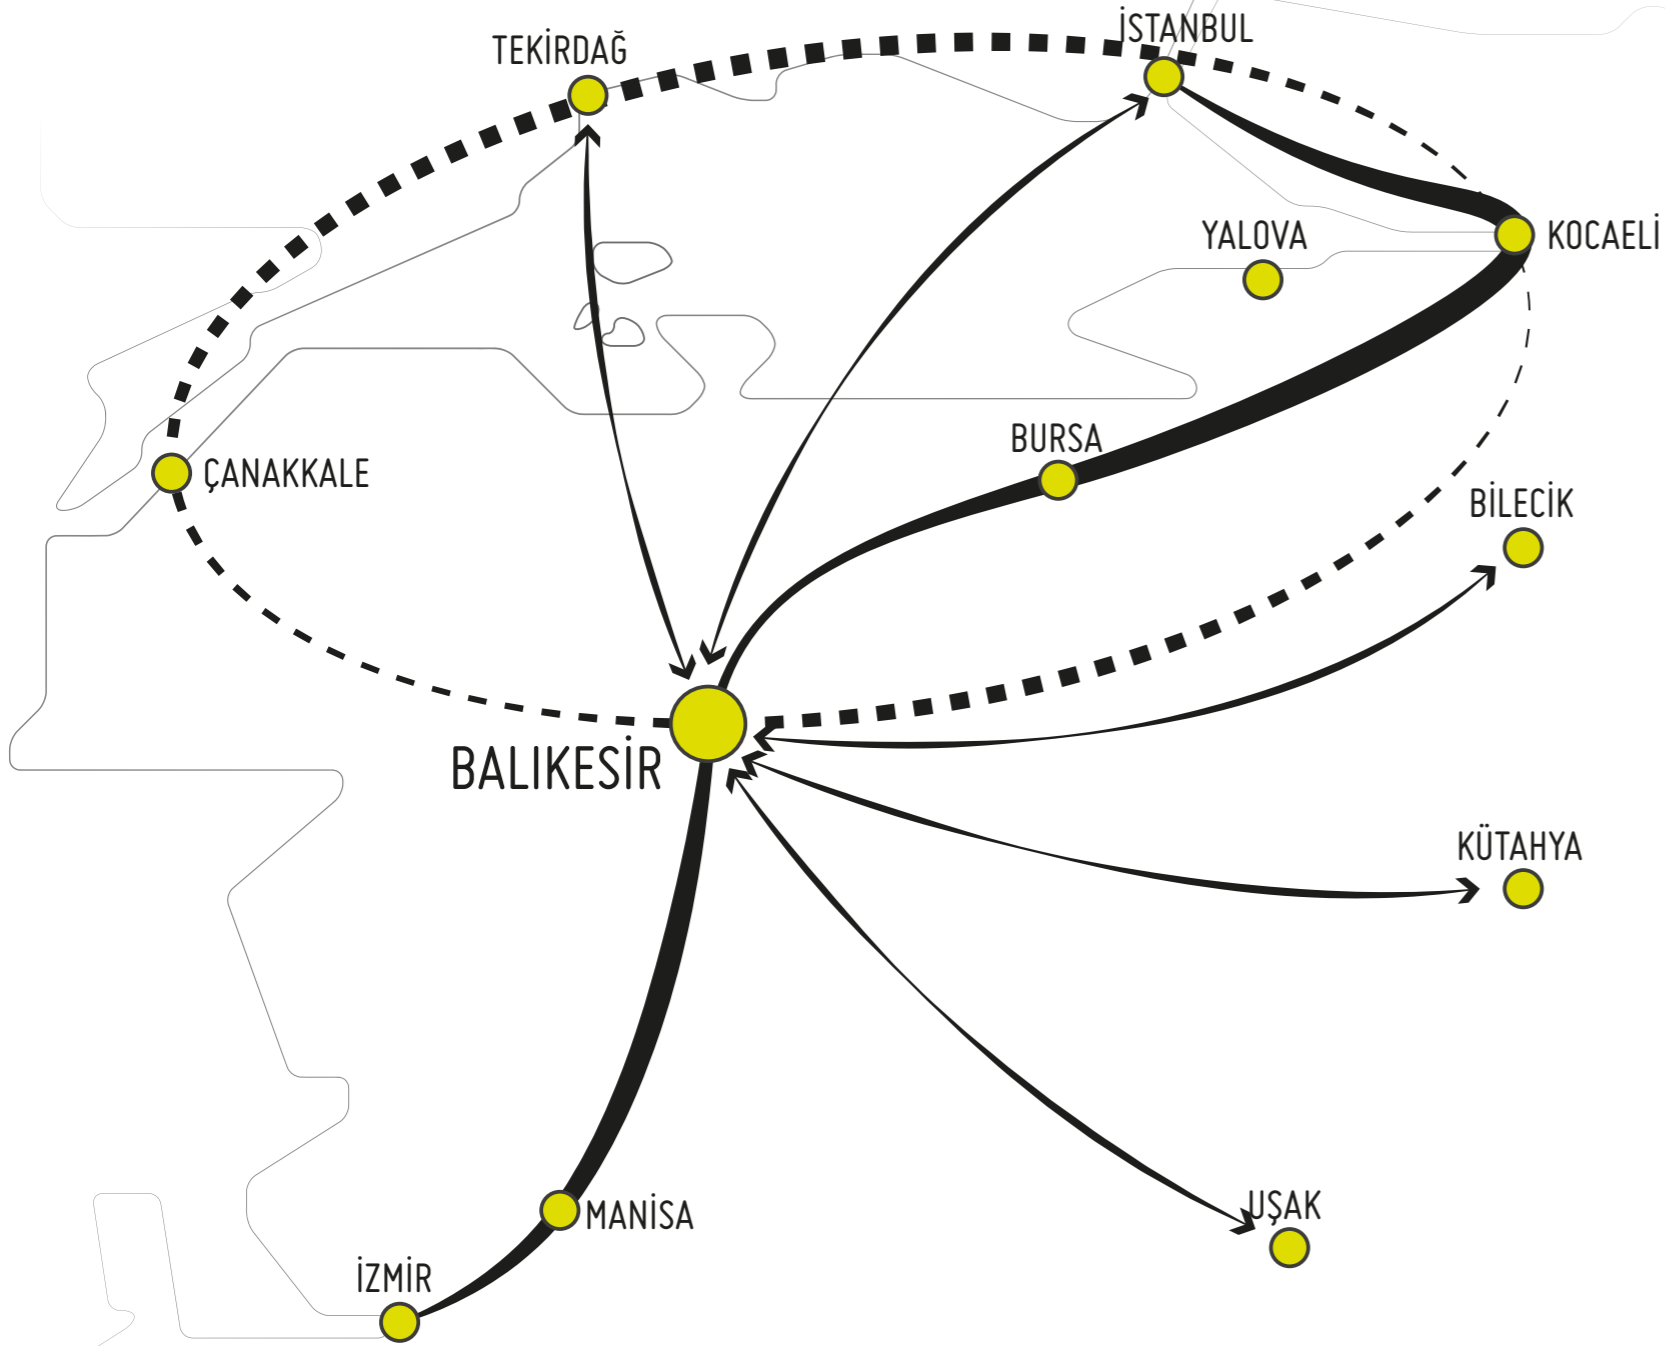 TEKİRDAĞ
İSTANBUL
YALOVA
KOCAELİ
ÇANAKKALE
BURSA
BİLECİK
BALIKESİR
KÜTAHYA
MANİSA
UŞAK
İZMİR